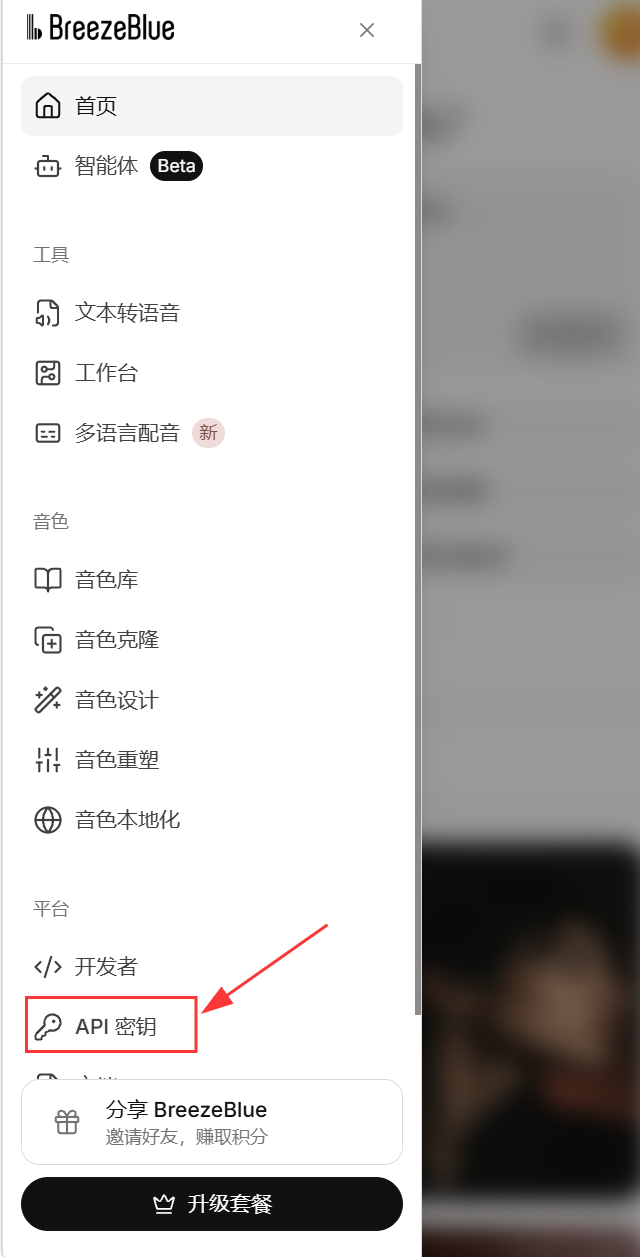 BreezeBlue
首页
智能体 Beta
工具
文本转语音
工作台
多语言配音 新
音色
音色库
音色克隆
音色设计
音色重塑
音色本地化
平台
开发者
API 密钥
分享 BreezeBlue
邀请好友，赚取积分
升级套餐